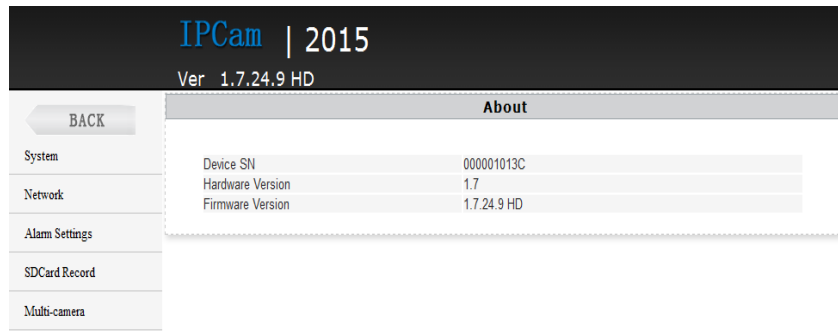 IPCam | 2015
Ver 1.7.24.9 HD
BACK
System
Network
Alarm Settings
SDCard Record
Multi-camera
About
Device SN 000001013C
Hardware Version 1.7
Firmware Version 1.7.24.9 HD